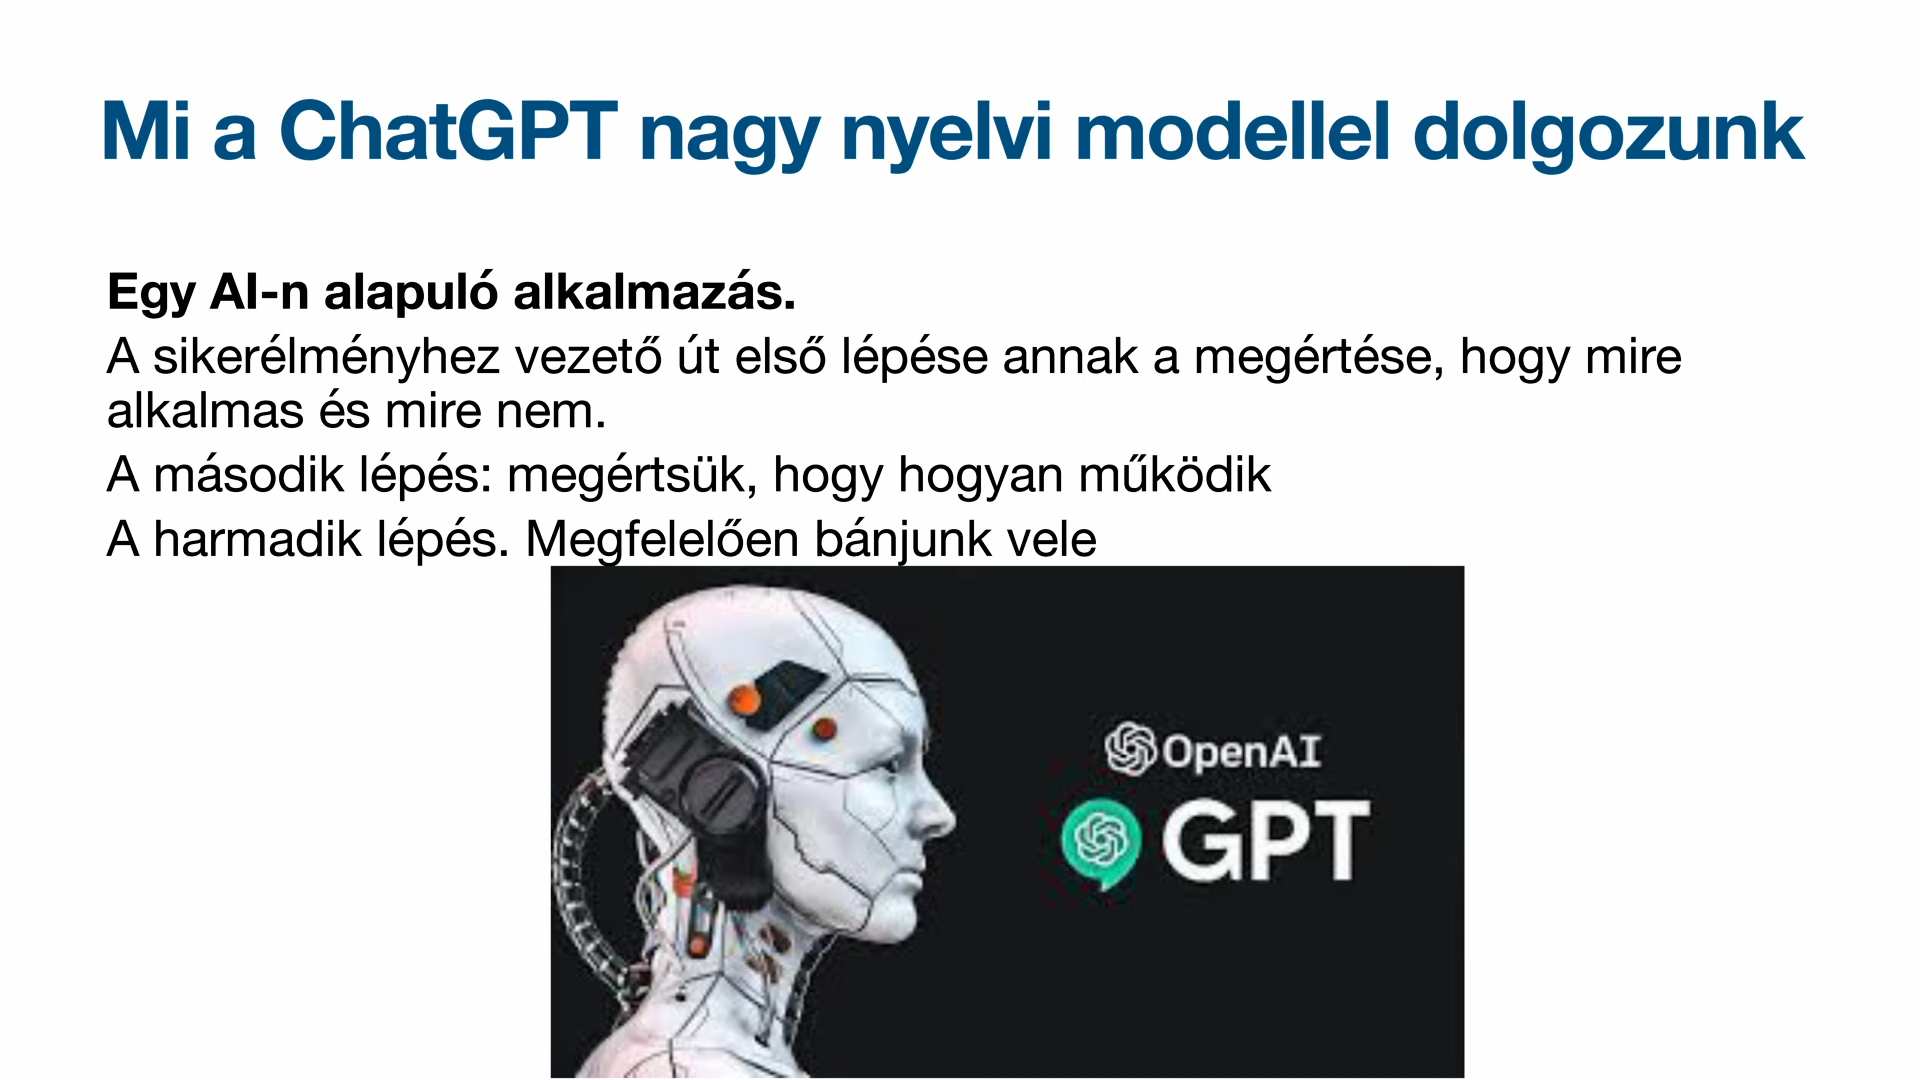 Mi a ChatGPT nagy nyelvi modellel dolgozunk
Egy AI-n alapuló alkalmazás.
A sikerélményhez vezető út első lépése annak a megértése, hogy mire
alkalmas és mire nem.
A második lépés: megértsük, hogy hogyan működik
A harmadik lépés. Megfelelően bánjunk vele
OpenAI
GPT